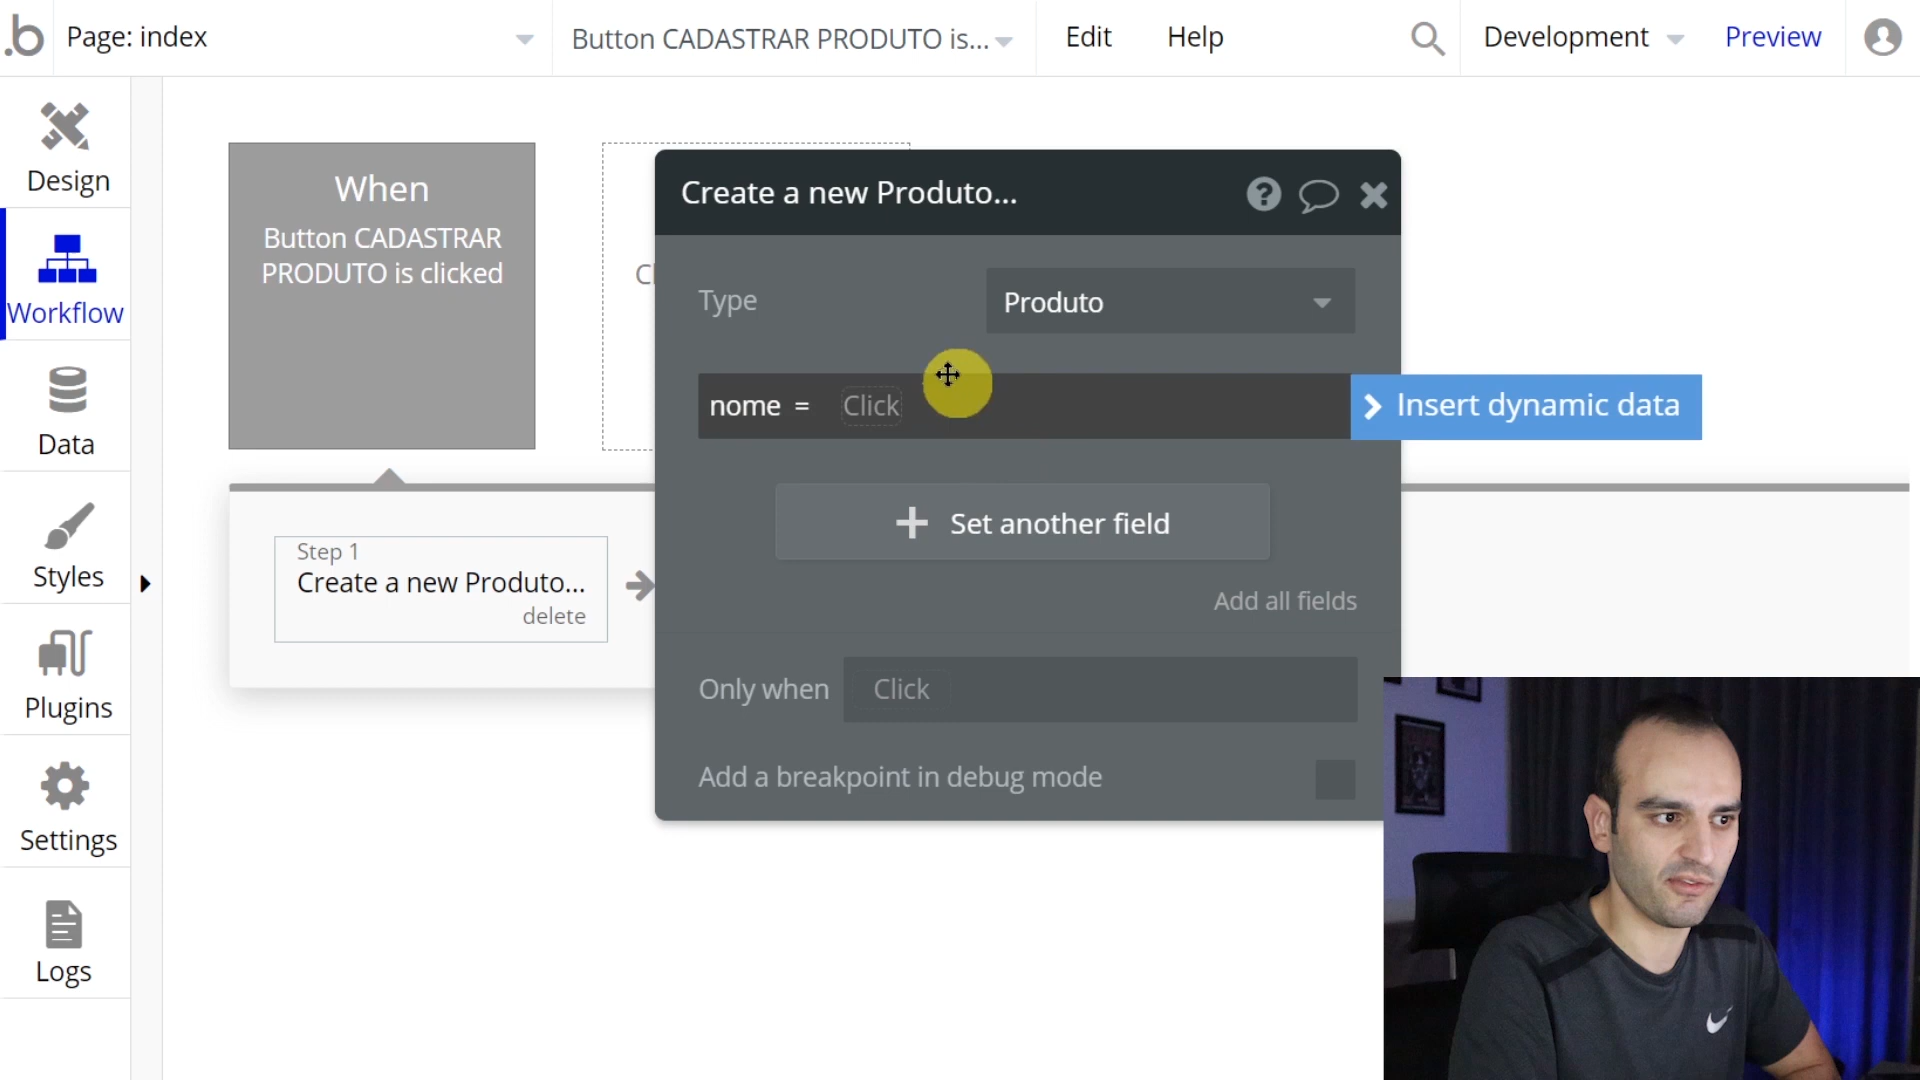 .b
Page: index
Button CADASTRAR PRODUTO is...
Edit
Help
Development
Preview
Design
Workflow
Data
Styles
Plugins
Settings
Logs
When
Button CADASTRAR
PRODUTO is clicked
Step 1
Create a new Produto...
delete
Create a new Produto...
Type
Produto
nome =
Click
Insert dynamic data
Set another field
Add all fields
Only when
Click
Add a breakpoint in debug mode